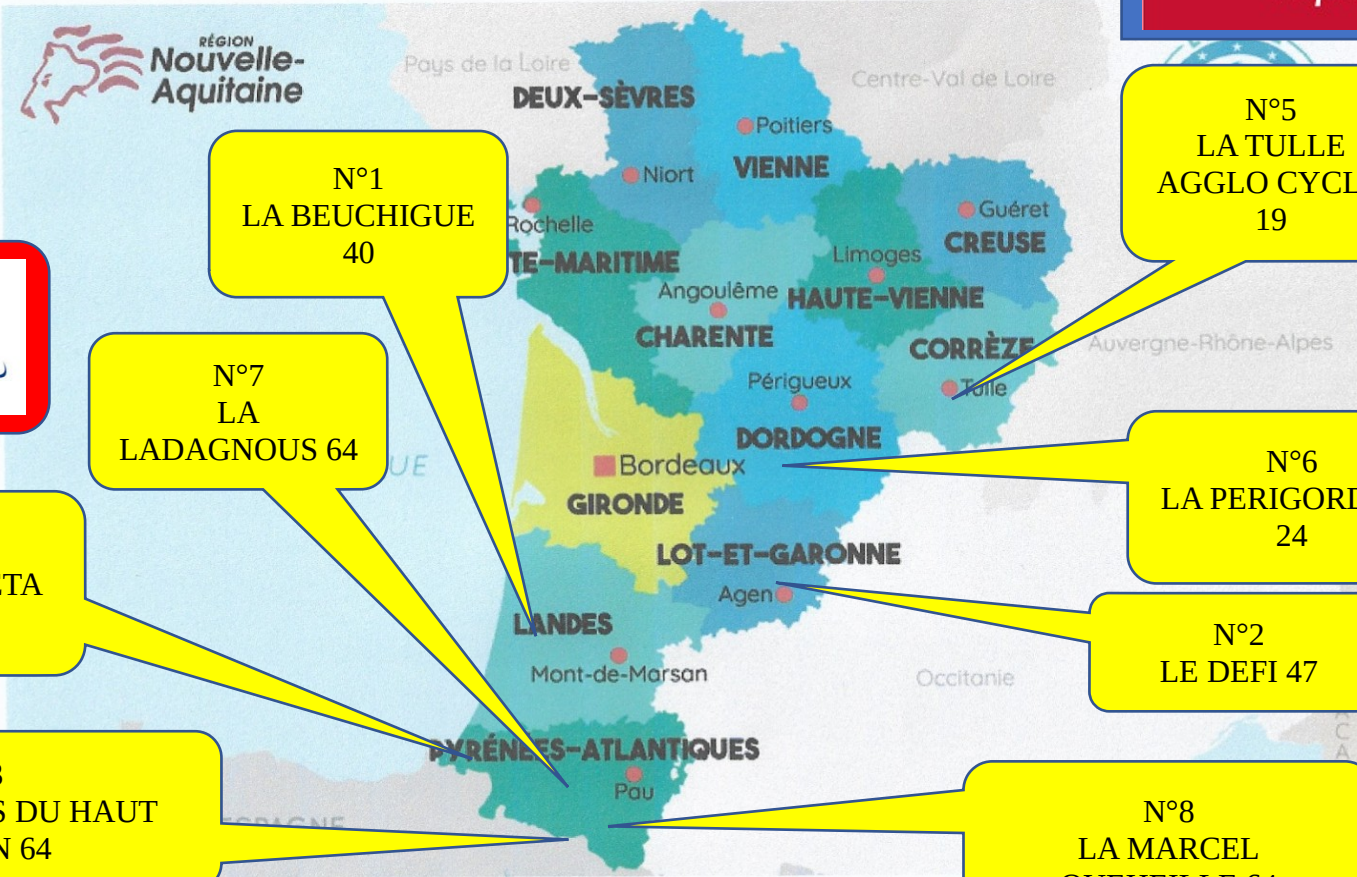 RÉGION
Nouvelle-
Aquitaine
Pays de la Loire
Centre-Val de Loire
DEUX-SÈVRES
Poitiers
VIENNE
Niort
N°5
LA TULLE
AGGLO CYCL
19
N°1
LA BEUCHIGUE
40
Rochelle
TE-MARITIME
Guéret
CREUSE
Limoges
HAUTE-VIENNE
Angoulême
CHARENTE
CORRÈZE
Tulle
Auvergne-Rhône-Alpes
Périgueux
DORDOGNE
N°7
LA
LADAGNOUS 64
UE
Bordeaux
GIRONDE
N°6
LA PERIGORD
24
LOT-ET-GARONNE
Agen
ETA
LANDES
Mont-de-Marsan
N°2
LE DEFI 47
Occitanie
PYRÉNÉES-ATLANTIQUES
Pau
S DU HAUT
N 64
ESPAGNE
N°8
LA MARCEL